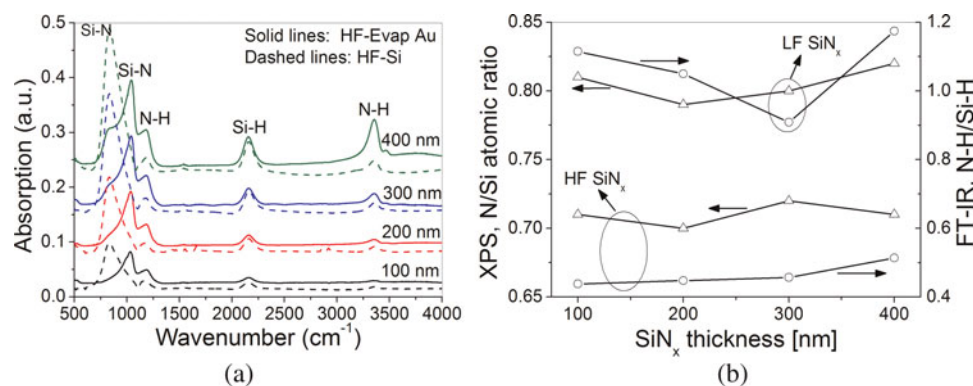 0.5
0.4
0.3
0.2
0.1
0.0
Absorption (a.u.)
Si-N
Solid lines: HF-Evap Au
Dashed lines: HF-Si
Si-N
N-H
Si-H
N-H
400 nm
300 nm
200 nm
100 nm
500 1000 1500 2000 2500 3000 3500 4000
Wavenumber (cm⁻¹)
(a)
0.85
0.80
0.75
0.70
0.65
XPS, N/Si atomic ratio
LF SiNₓ
HF SiNₓ
1.2
1.0
0.8
0.6
0.4
FT-IR, N-H/Si-H
100 200 300 400
SiNₓ thickness [nm]
(b)